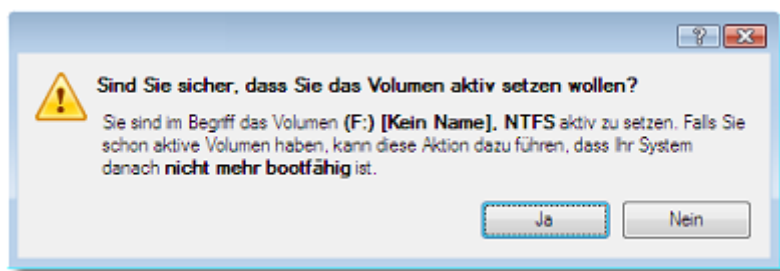 Sind Sie sicher, dass Sie das Volumen aktiv setzen wollen?
Sie sind im Begriff das Volumen (F:) [Kein Name], NTFS aktiv zu setzen. Falls Sie
schon aktive Volumen haben, kann diese Aktion dazu führen, dass Ihr System
danach nicht mehr bootfähig ist.
Ja Nein